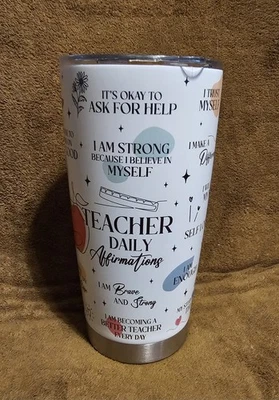 IT'S OKAY TO
ASK FOR HELP
I AM STRONG
BECAUSE I BELIEVE IN
MYSELF
TEACHER
DAILY
Affirmations
I AM Brave
AND Strong
I AM BECOMING A
BETTER TEACHER
EVERY DAY
I TRUST
MYSELF
I MAKE A
I AM